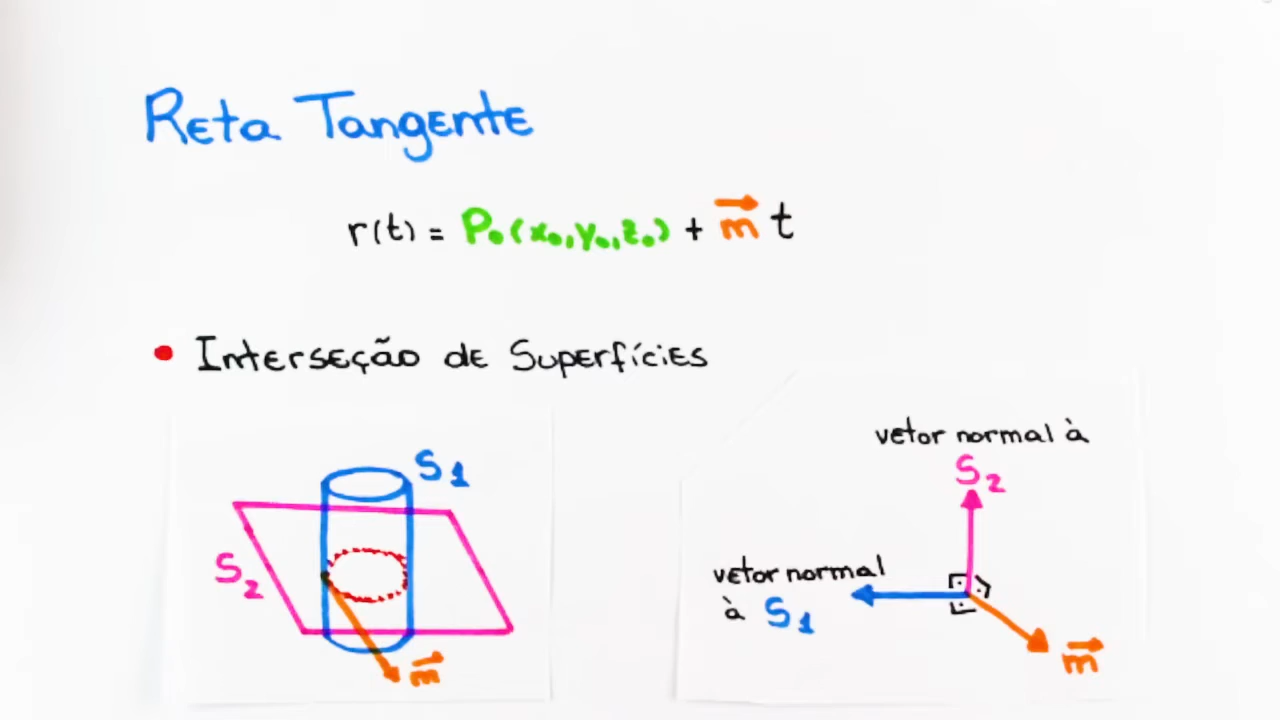 Reta Tangente
r(t) = P₀(x₀,y₀,z₀) + m⃗ t
• Interseção de Superfícies
S₁
S₂
m⃗
vetor normal à
S₂
vetor normal
à S₁
m⃗